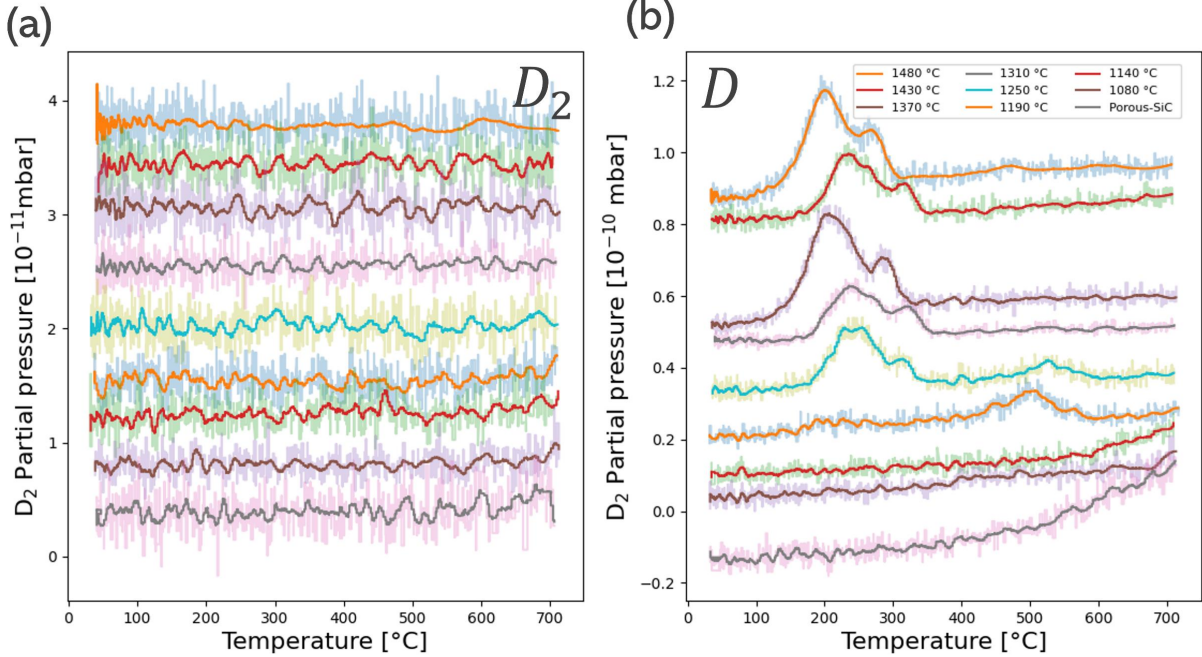 (a)
(b)
D₂
D
D₂ Partial pressure [10⁻¹¹mbar]
4
3
2
1
0
0 100 200 300 400 500 600 700
Temperature [°C]
D₂ Partial pressure [10⁻¹⁰ mbar]
1.2
1.0
0.8
0.6
0.4
0.2
0.0
−0.2
1480 °C 1310 °C 1140 °C
1430 °C 1250 °C 1080 °C
1370 °C 1190 °C Porous-SiC
0 100 200 300 400 500 600 700
Temperature [°C]